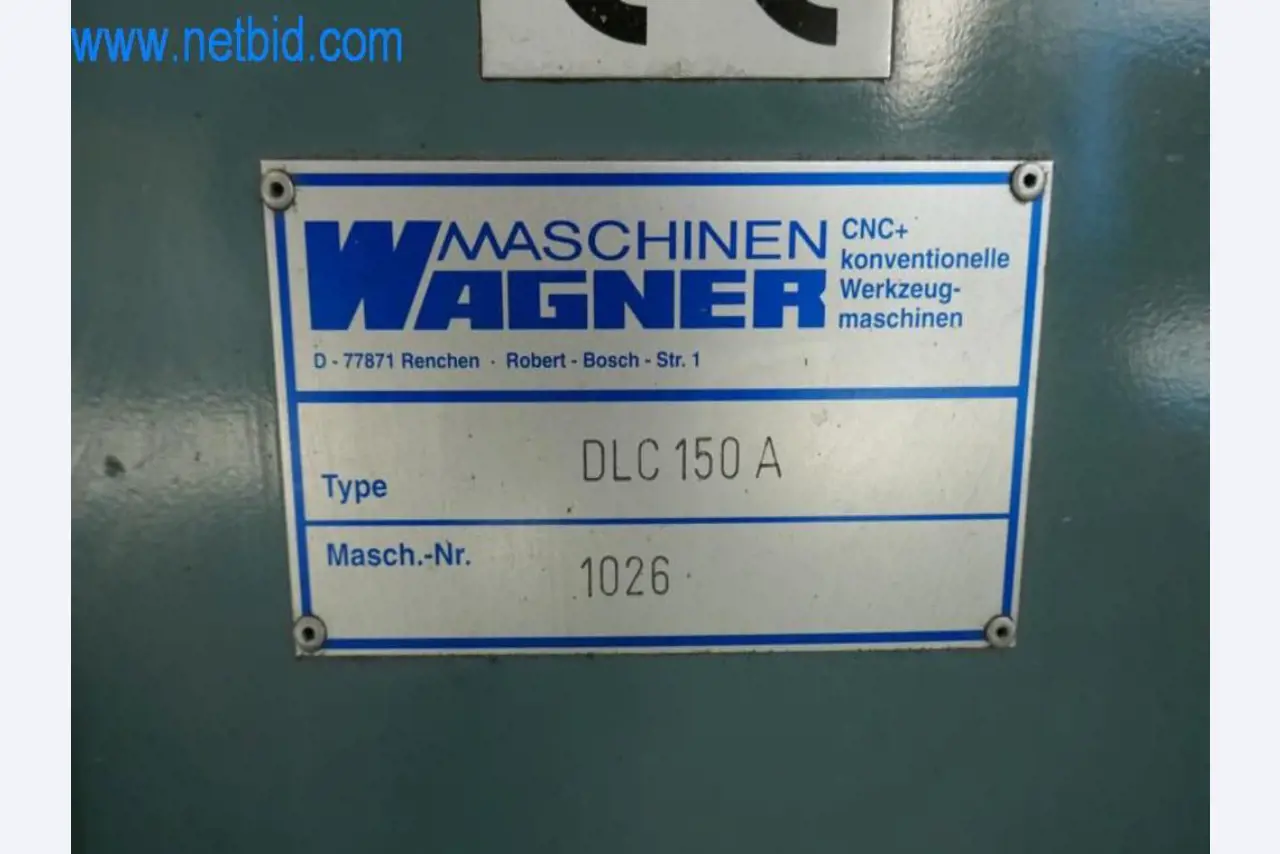 www.netbid.com
MASCHINEN
WAGNER
CNC+
konventionelle
Werkzeug-
maschinen
D - 77871 Renchen · Robert - Bosch - Str. 1
Type DLC 150 A
Masch.-Nr. 1026